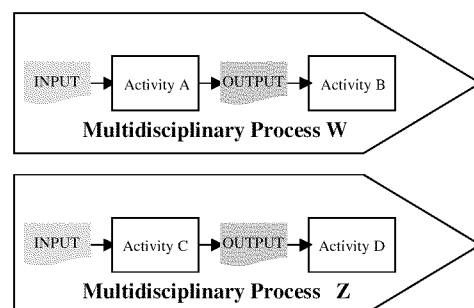 INPUT Activity A OUTPUT Activity B
Multidisciplinary Process W
INPUT Activity C OUTPUT Activity D
Multidisciplinary Process Z